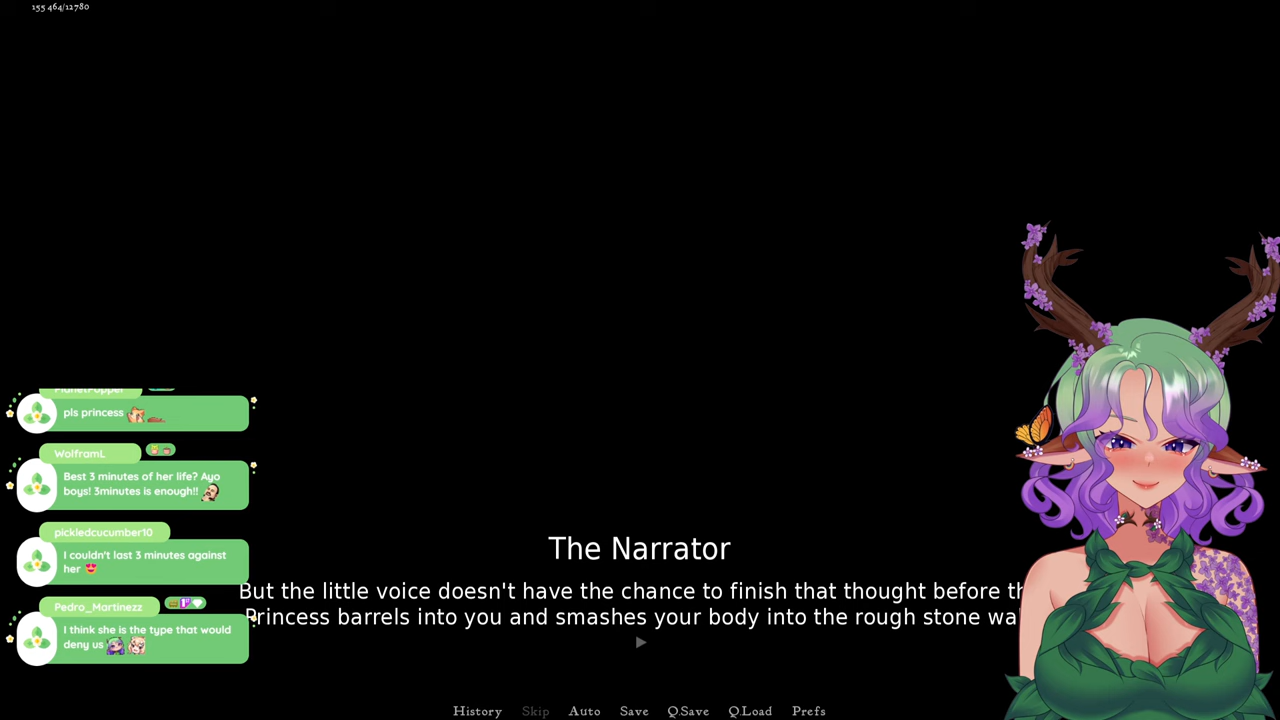 155 464/12780
PlanetPopper
pls princess
WolframL
Best 3 minutes of her life? Ayo
boys! 3minutes is enough!!
pickledcucumber10
I couldn't last 3 minutes against
her
Pedro_Martinezz
I think she is the type that would
deny us
The Narrator
But the little voice doesn't have the chance to finish that thought before
Princess barrels into you and smashes your body into the rough stone
History Skip Auto Save Q.Save Q.Load Prefs